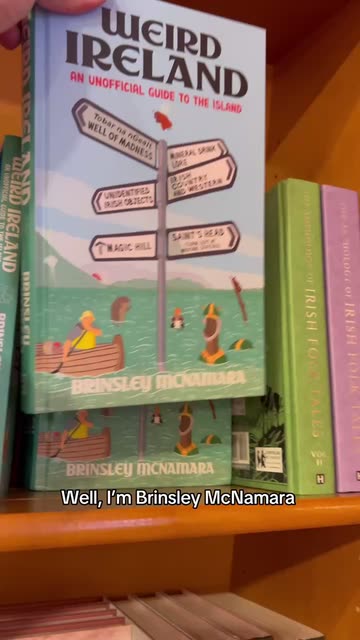 WEIRD
IRELAND
AN UNOFFICIAL GUIDE TO THE ISLAND
Tobar na nGealt
WELL OF MADNESS
MINERAL DRINK
LORE
IRISH
COUNTRY AND WESTERN
UNIDENTIFIED
IRISH OBJECTS
MAGIC HILL
SAINT'S HEAD
BRINSLEY MCNAMARA
BRINSLEY MCNAMARA
Well, I'm Brinsley McNamara
WEIRD IRELAND
IRISH FOLK TALES
VOL II
H
IRISH FOLK TALES
H